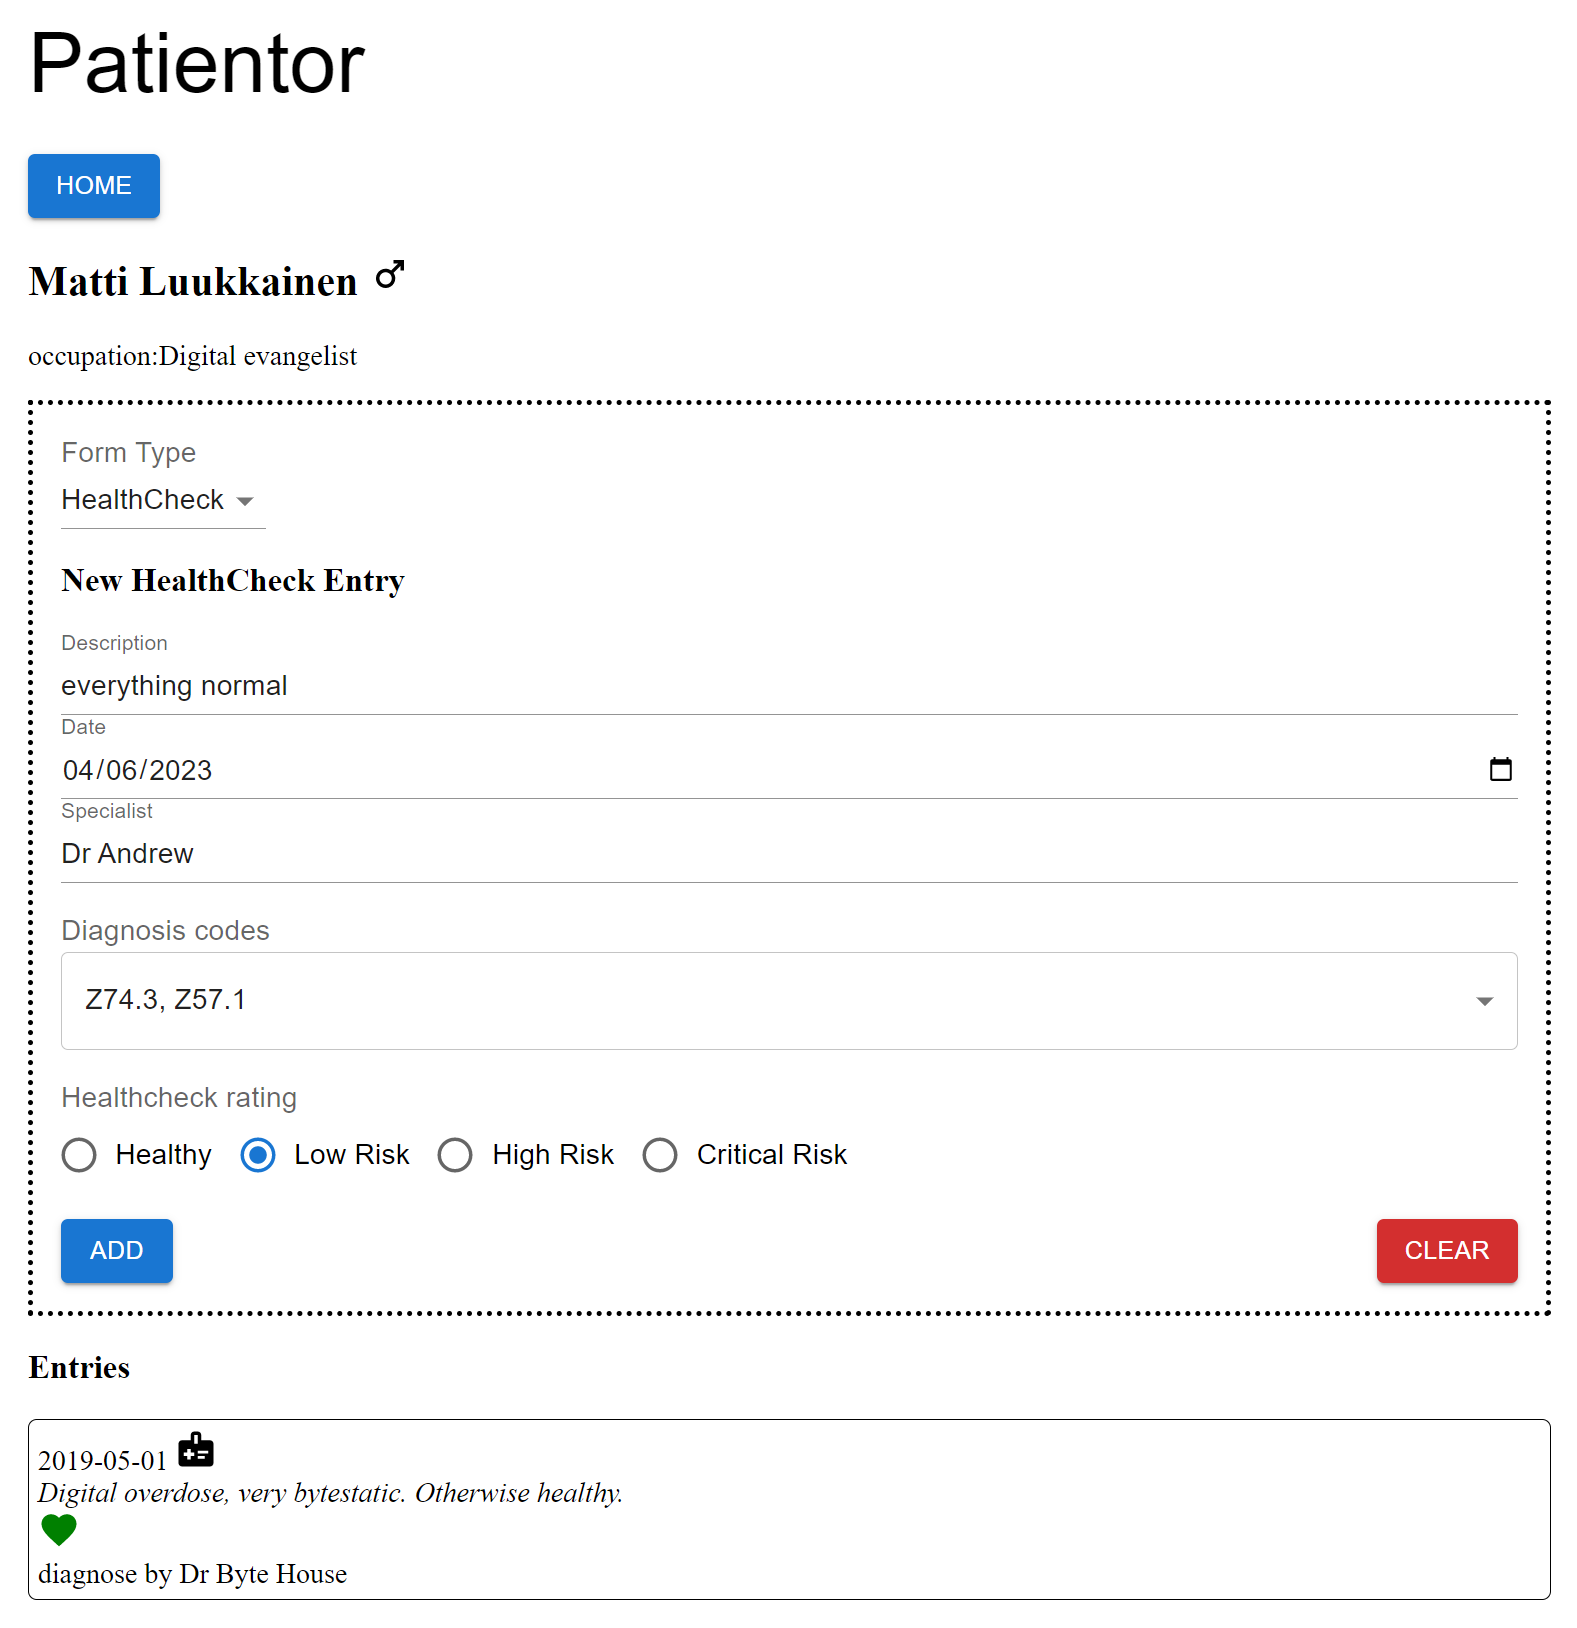 Patientor
HOME
Matti Luukkainen
occupation:Digital evangelist
Form Type
HealthCheck
New HealthCheck Entry
Description
everything normal
Date
04/06/2023
Specialist
Dr Andrew
Diagnosis codes
Z74.3, Z57.1
Healthcheck rating
Healthy Low Risk High Risk Critical Risk
ADD CLEAR
Entries
2019-05-01
Digital overdose, very bytestatic. Otherwise healthy.
diagnose by Dr Byte House